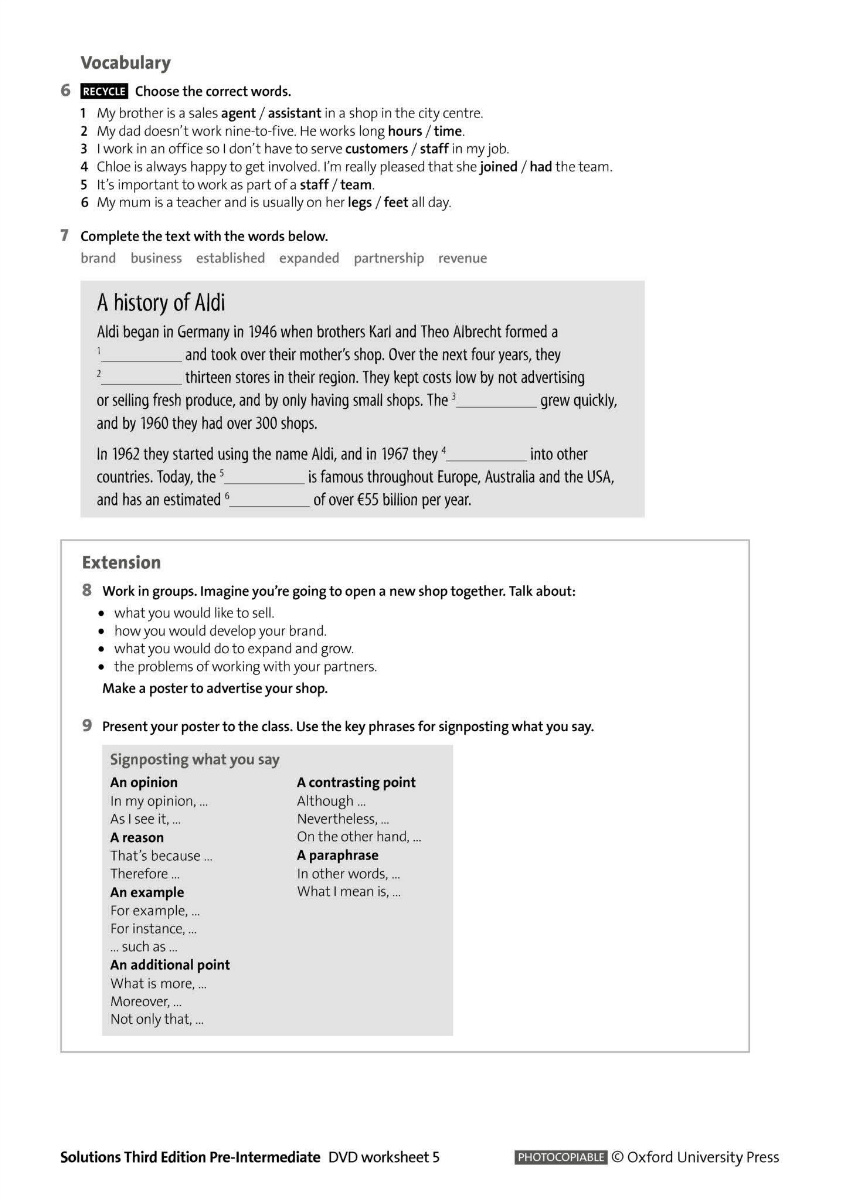 Vocabulary
6 RECYCLE Choose the correct words.
1 My brother is a sales agent / assistant in a shop in the city centre.
2 My dad doesn't work nine-to-five. He works long hours / time.
3 I work in an office so I don't have to serve customers / staff in my job.
4 Chloe is always happy to get involved. I'm really pleased that she joined / had the team.
5 It's important to work as part of a staff / team.
6 My mum is a teacher and is usually on her legs / feet all day.
7 Complete the text with the words below.
brand business established expanded partnership revenue
A history of Aldi
Aldi began in Germany in 1946 when brothers Karl and Theo Albrecht formed a
1__________ and took over their mother's shop. Over the next four years, they
2__________ thirteen stores in their region. They kept costs low by not advertising
or selling fresh produce, and by only having small shops. The 3__________ grew quickly,
and by 1960 they had over 300 shops.
In 1962 they started using the name Aldi, and in 1967 they 4__________ into other
countries. Today, the 5__________ is famous throughout Europe, Australia and the USA,
and has an estimated 6__________ of over €55 billion per year.
Extension
8 Work in groups. Imagine you're going to open a new shop together. Talk about:
• what you would like to sell.
• how you would develop your brand.
• what you would do to expand and grow.
• the problems of working with your partners.
Make a poster to advertise your shop.
9 Present your poster to the class. Use the key phrases for signposting what you say.
Signposting what you say
An opinion
In my opinion, ...
As I see it, ...
A reason
That's because ...
Therefore ...
An example
For example, ...
For instance, ...
... such as ...
An additional point
What is more, ...
Moreover, ...
Not only that, ...
A contrasting point
Although ...
Nevertheless, ...
On the other hand, ...
A paraphrase
In other words, ...
What I mean is, ...
Solutions Third Edition Pre-Intermediate DVD worksheet 5
PHOTOCOPIABLE © Oxford University Press